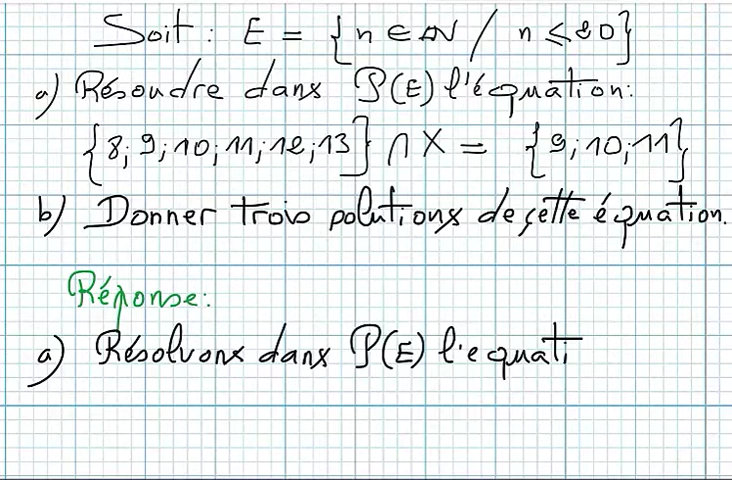 Soit : E = {n ∈ ℕ / n ≤ 20}
a) Résoudre dans P(E) l'équation:
{8; 9; 10; 11; 12; 13} ∩ X = {9; 10; 11}
b) Donner trois solutions de cette équation.
Réponse:
a) Résolvons dans P(E) l'equati